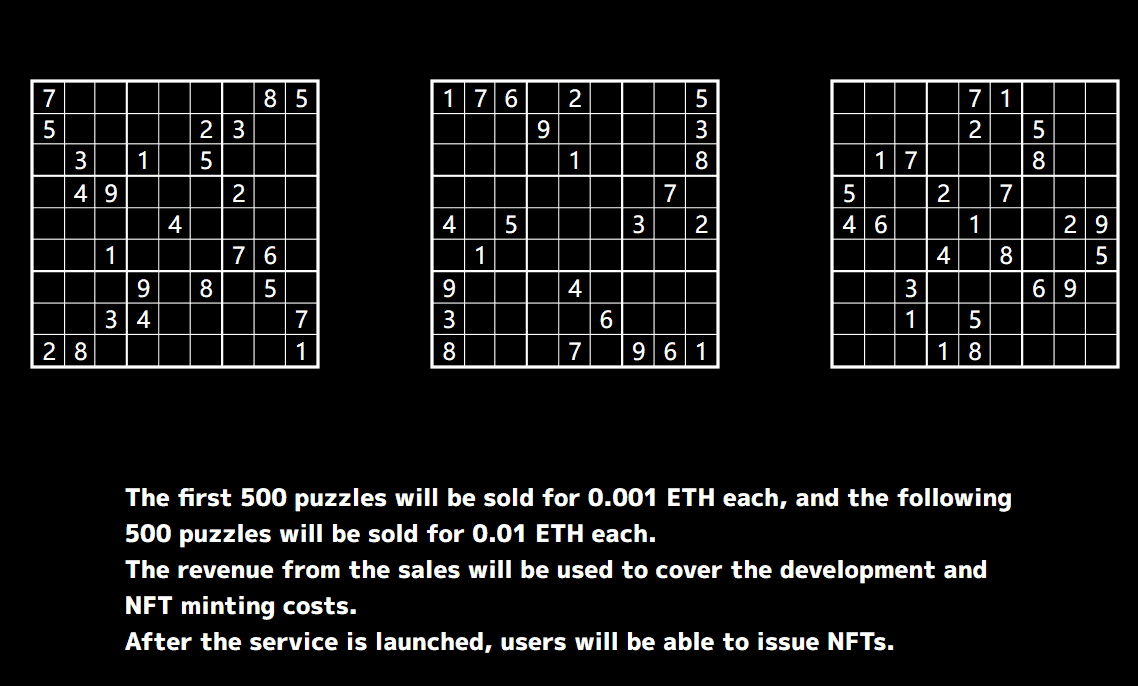 7 8 5
5 2 3
3 1 5
4 9 2
4
1 7 6
9 8 5
3 4 7
2 8 1
1 7 6 2 5
9 3
1 8
7
4 5 3 2
1
9 4
3 6
8 7 9 6 1
7 1
2 5
1 7 8
5 2 7
4 6 1 2 9
4 8 5
3 6 9
1 5
1 8
The first 500 puzzles will be sold for 0.001 ETH each, and the following
500 puzzles will be sold for 0.01 ETH each.
The revenue from the sales will be used to cover the development and
NFT minting costs.
After the service is launched, users will be able to issue NFTs.